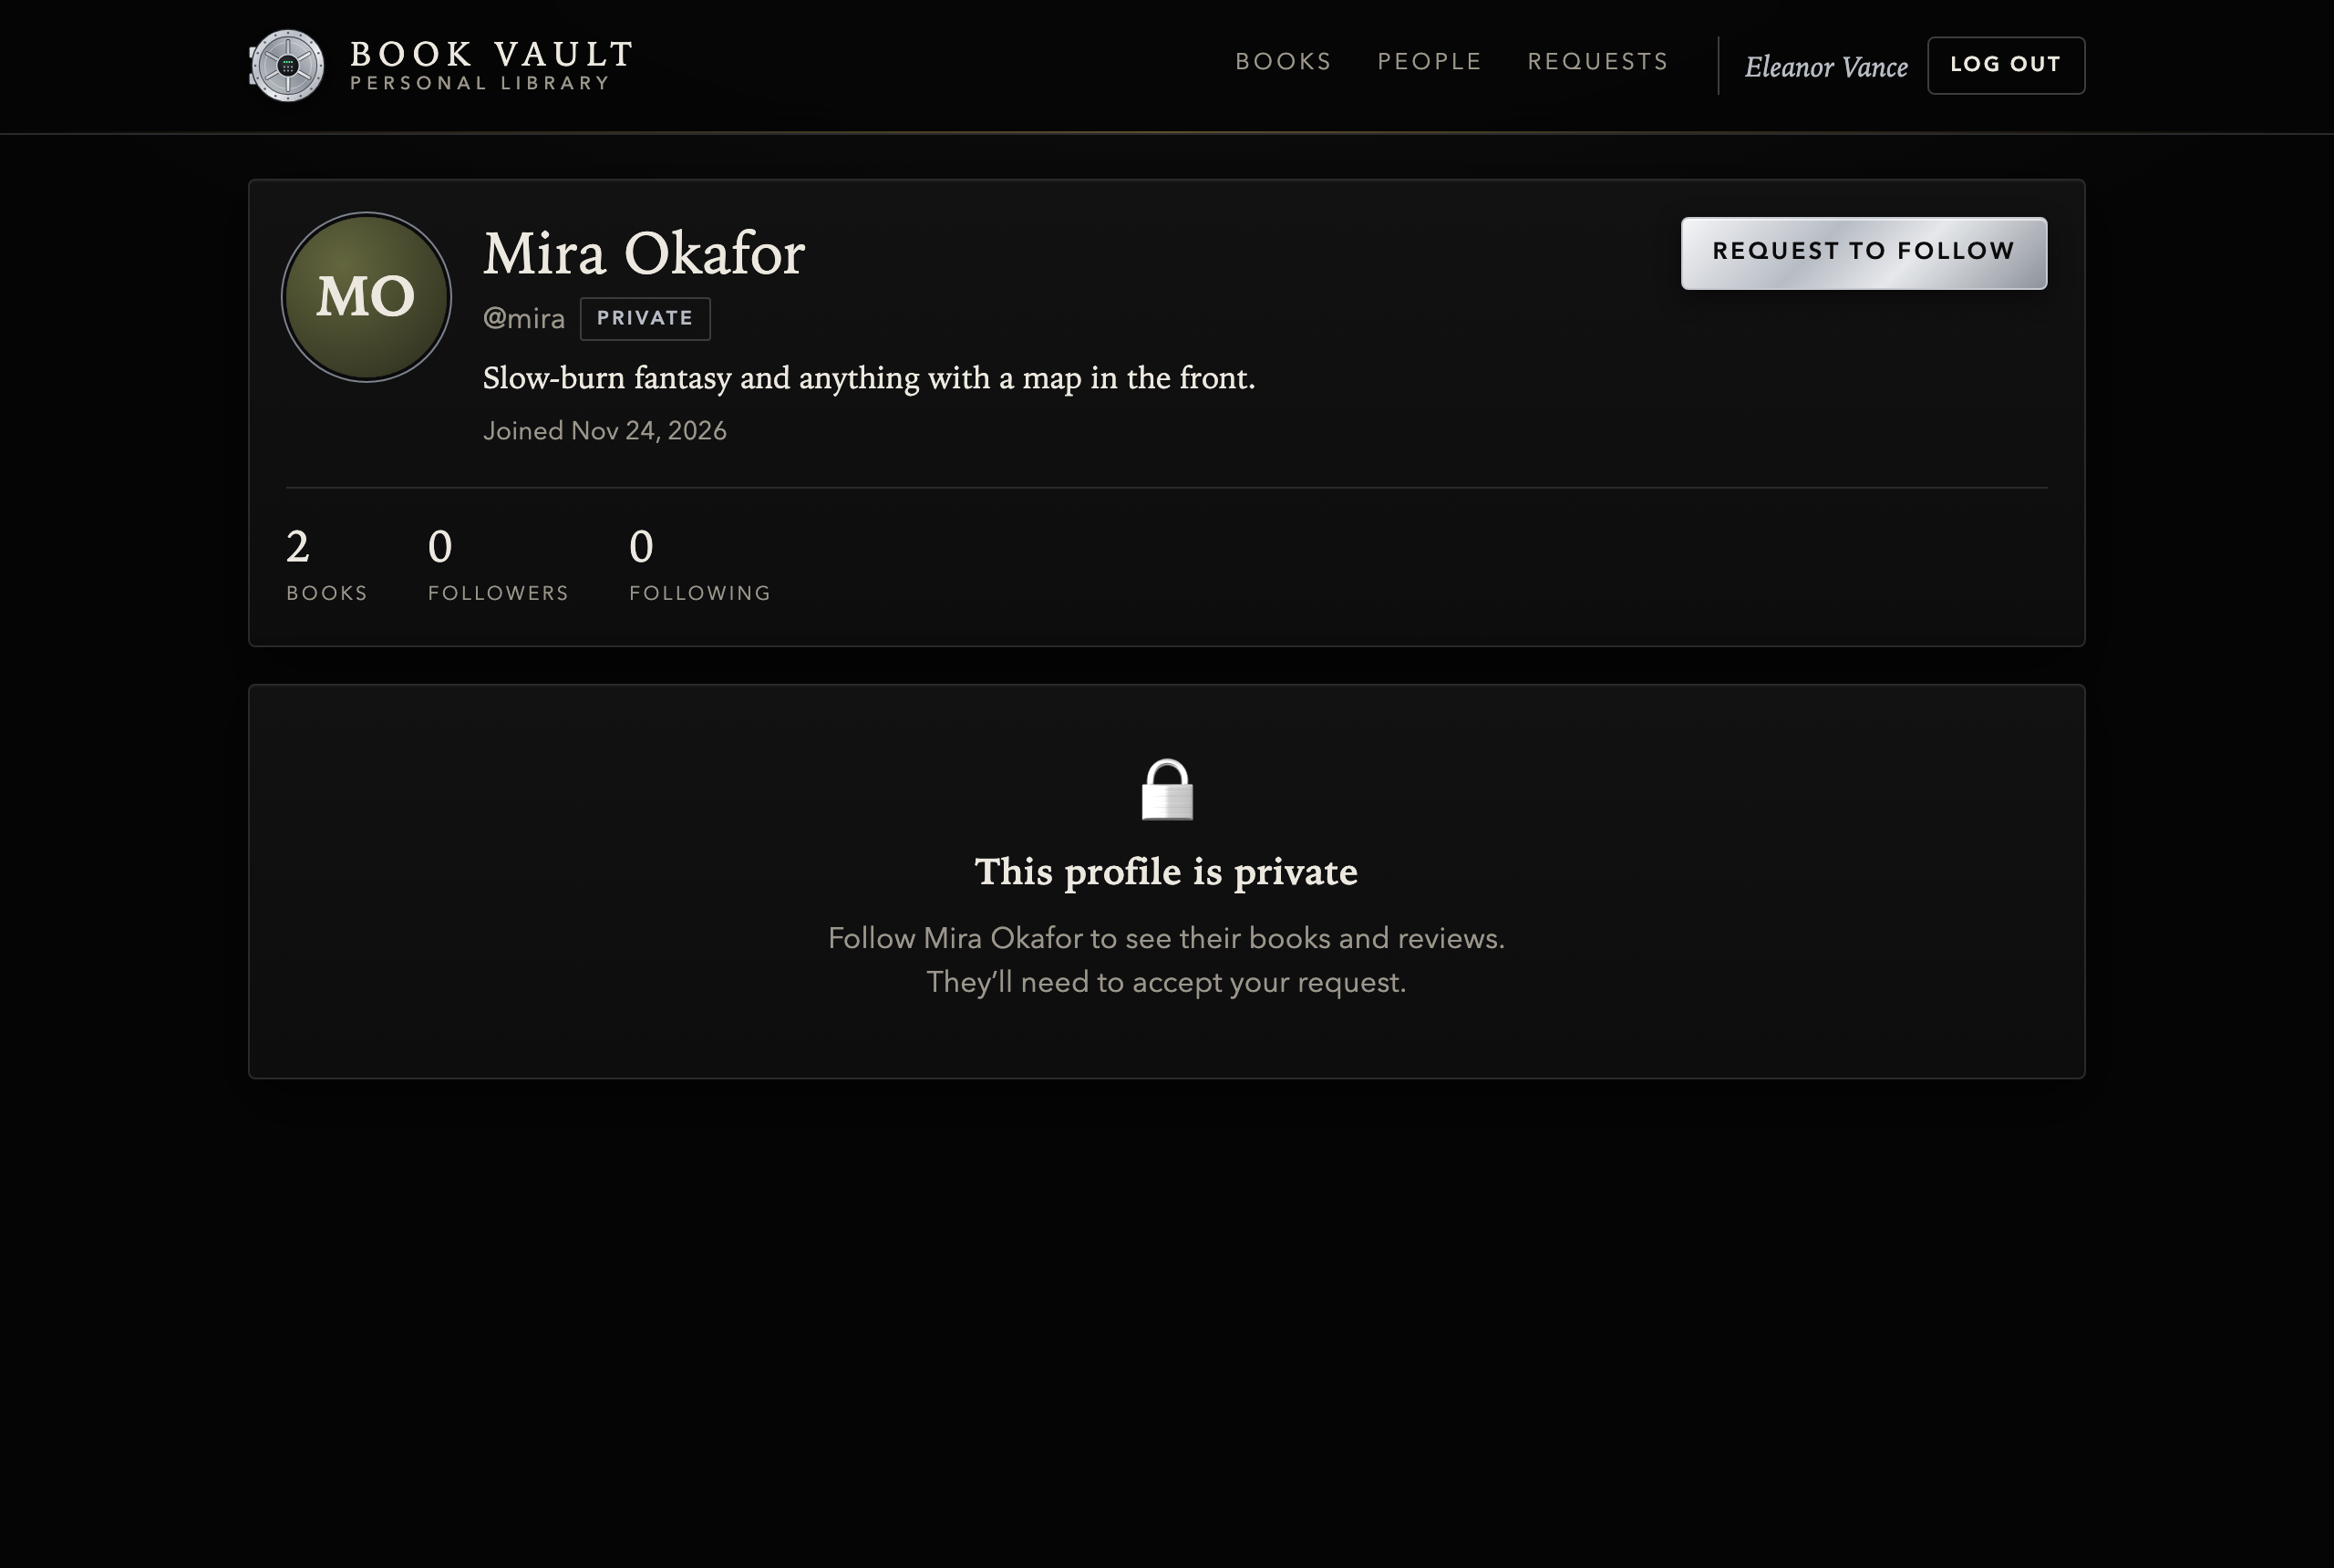 BOOK VAULT
PERSONAL LIBRARY
BOOKS
PEOPLE
REQUESTS
Eleanor Vance
LOG OUT
MO
Mira Okafor
REQUEST TO FOLLOW
@mira
PRIVATE
Slow-burn fantasy and anything with a map in the front.
Joined Nov 24, 2026
2
BOOKS
0
FOLLOWERS
0
FOLLOWING
This profile is private
Follow Mira Okafor to see their books and reviews.
They’ll need to accept your request.